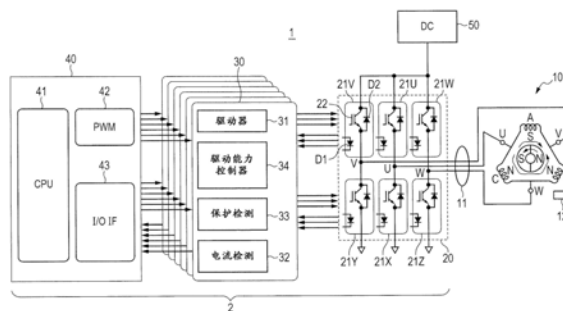 50
DC
1
40
30
21V D2 21U 21W
10
41
42
PWM
CPU
43
I/O IF
驱动器 31
驱动能力
控制器
34
保护检测 33
电流检测 32
22
D1
V
U
W
21Y 21X 21Z 20
11
A
U
V
S
S N
N
N
C
W
2